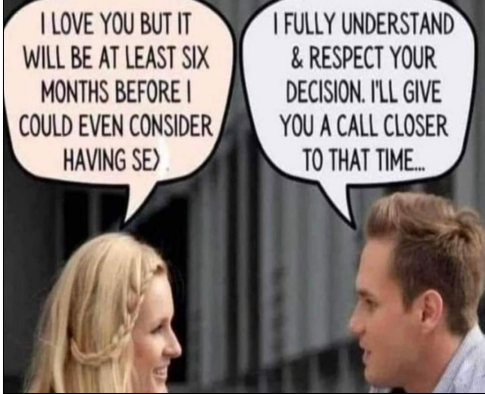 I LOVE YOU BUT IT
WILL BE AT LEAST SIX
MONTHS BEFORE I
COULD EVEN CONSIDER
HAVING SEX
I FULLY UNDERSTAND
& RESPECT YOUR
DECISION. I'LL GIVE
YOU A CALL CLOSER
TO THAT TIME...